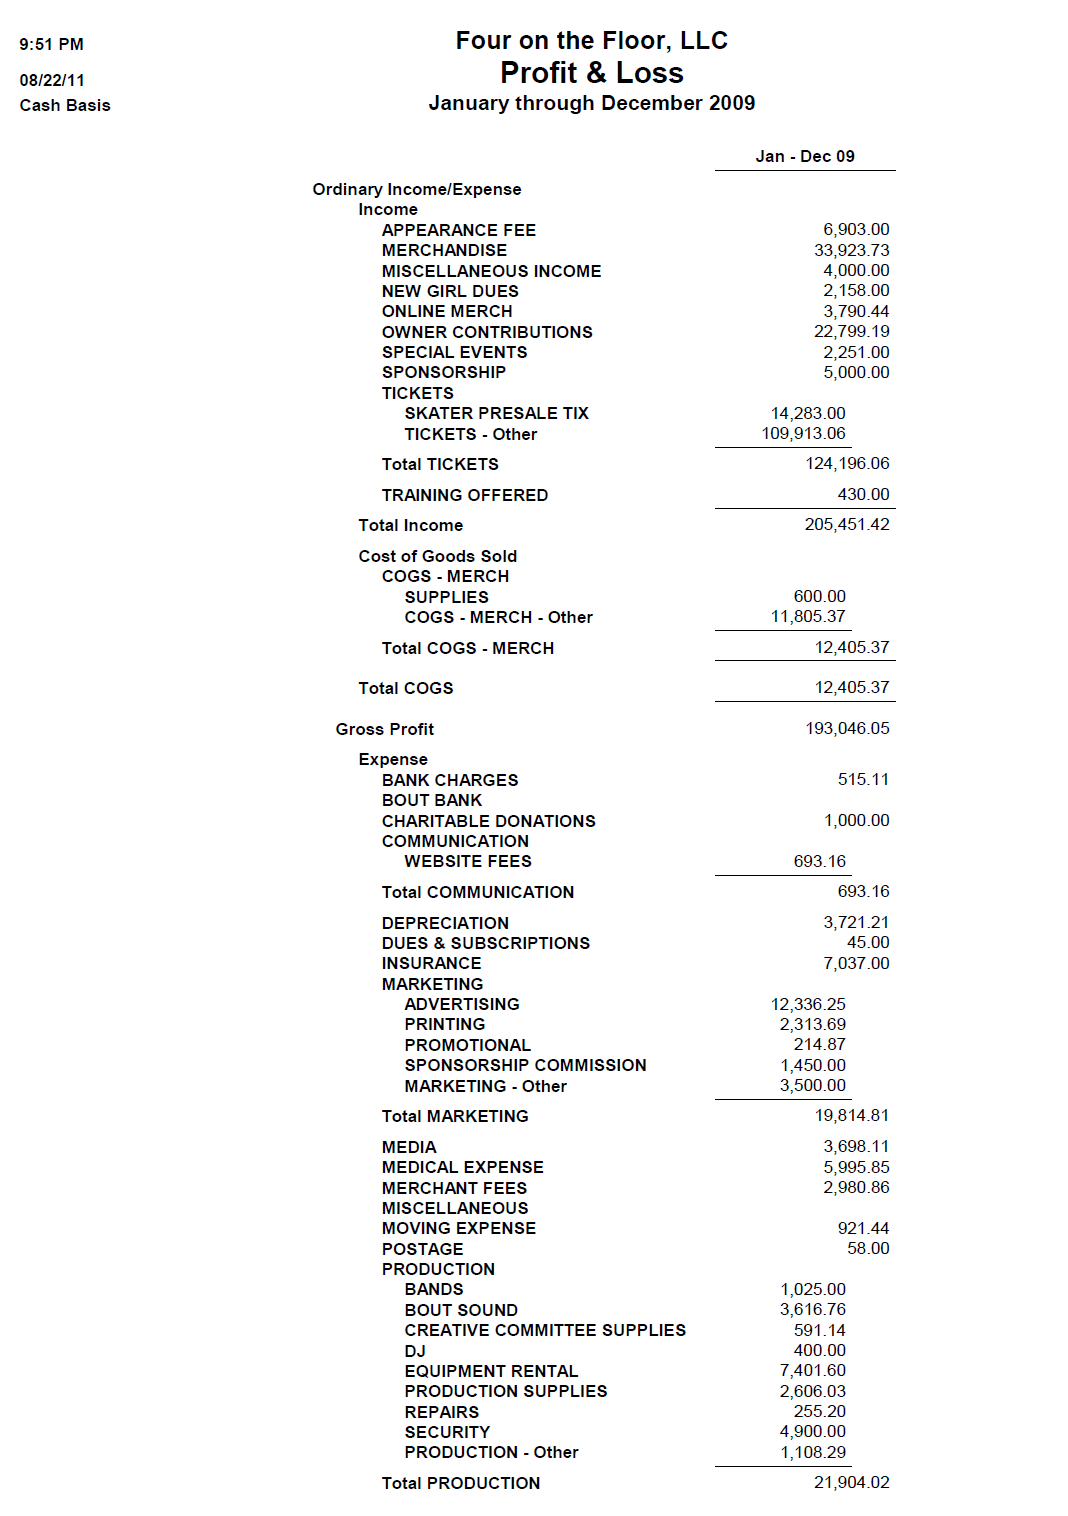 9:51 PM
08/22/11
Cash Basis
Four on the Floor, LLC
Profit & Loss
January through December 2009
Jan - Dec 09
Ordinary Income/Expense
Income
APPEARANCE FEE 6,903.00
MERCHANDISE 33,923.73
MISCELLANEOUS INCOME 4,000.00
NEW GIRL DUES 2,158.00
ONLINE MERCH 3,790.44
OWNER CONTRIBUTIONS 22,799.19
SPECIAL EVENTS 2,251.00
SPONSORSHIP 5,000.00
TICKETS
SKATER PRESALE TIX 14,283.00
TICKETS - Other 109,913.06
Total TICKETS 124,196.06
TRAINING OFFERED 430.00
Total Income 205,451.42
Cost of Goods Sold
COGS - MERCH
SUPPLIES 600.00
COGS - MERCH - Other 11,805.37
Total COGS - MERCH 12,405.37
Total COGS 12,405.37
Gross Profit 193,046.05
Expense
BANK CHARGES 515.11
BOUT BANK
CHARITABLE DONATIONS 1,000.00
COMMUNICATION
WEBSITE FEES 693.16
Total COMMUNICATION 693.16
DEPRECIATION 3,721.21
DUES & SUBSCRIPTIONS 45.00
INSURANCE 7,037.00
MARKETING
ADVERTISING 12,336.25
PRINTING 2,313.69
PROMOTIONAL 214.87
SPONSORSHIP COMMISSION 1,450.00
MARKETING - Other 3,500.00
Total MARKETING 19,814.81
MEDIA 3,698.11
MEDICAL EXPENSE 5,995.85
MERCHANT FEES 2,980.86
MISCELLANEOUS
MOVING EXPENSE 921.44
POSTAGE 58.00
PRODUCTION
BANDS 1,025.00
BOUT SOUND 3,616.76
CREATIVE COMMITTEE SUPPLIES 591.14
DJ 400.00
EQUIPMENT RENTAL 7,401.60
PRODUCTION SUPPLIES 2,606.03
REPAIRS 255.20
SECURITY 4,900.00
PRODUCTION - Other 1,108.29
Total PRODUCTION 21,904.02